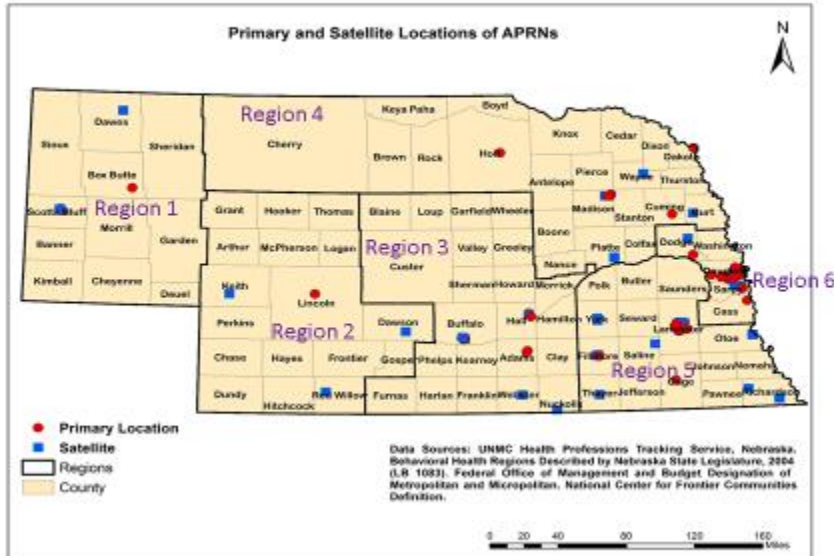 Primary and Satellite Locations of APRNs
N
Region 4
Keya Paha
Boyd
Dawes
Sioux
Sheridan
Cherry
Knox
Cedar
Dixon
Dakota
Brown
Rock
Holt
Box Butte
Pierce
Wayne
Thurston
Antelope
Scotts Bluff
Region 1
Madison
Stanton
Cuming
Burt
Morrill
Grant
Hooker
Thomas
Blaine
Loup
Garfield
Wheeler
Banner
Garden
Region 3
Boone
Platte
Colfax
Dodge
Washington
Arthur
McPherson
Logan
Custer
Valley
Greeley
Nance
Kimball
Cheyenne
Deuel
Keith
Lincoln
Sherman
Howard
Merrick
Polk
Butler
Saunders
Region 6
Cass
Perkins
Region 2
Dawson
Buffalo
Hall
Hamilton
York
Seward
Lancaster
Otoe
Chase
Hayes
Frontier
Gosper
Phelps
Kearney
Adams
Clay
Fillmore
Saline
Region 5
Johnson
Nemaha
Gage
Dundy
Hitchcock
Red Willow
Furnas
Harlan
Franklin
Webster
Nuckolls
Thayer
Jefferson
Pawnee
Richardson
Primary Location
Satellite
Regions
County
Data Sources: UNMC Health Professions Tracking Service, Nebraska.
Behavioral Health Regions Described by Nebraska State Legislature, 2004
(LB 1083). Federal Office of Management and Budget Designation of
Metropolitan and Micropolitan. National Center for Frontier Communities
Definition.
0 20 40 80 120 160
Miles